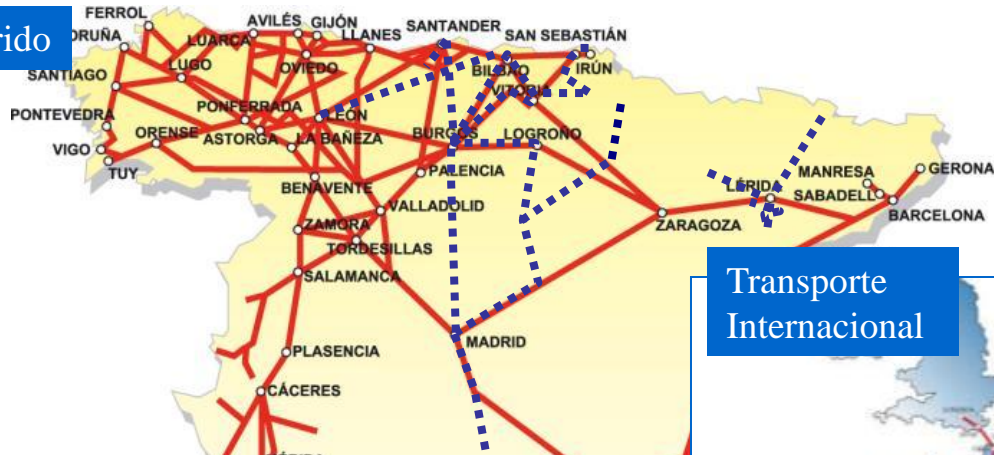 rido
FERROL
ORUÑA
LUARCA
AVILÉS
GIJÓN
LLANES
SANTANDER
SAN SEBASTIÁN
SANTIAGO
LUGO
OVIEDO
BILBAO
IRÚN
VITORIA
PONTEVEDRA
PONFERRADA
LEÓN
ORENSE
ASTORGA
LA BAÑEZA
BURGOS
LOGROÑO
VIGO
TUY
PALENCIA
BENAVENTE
VALLADOLID
LÉRIDA
MANRESA
GERONA
SABADELL
BARCELONA
ZAMORA
TORDESILLAS
ZARAGOZA
SALAMANCA
Transporte
Internacional
MADRID
PLASENCIA
CÁCERES